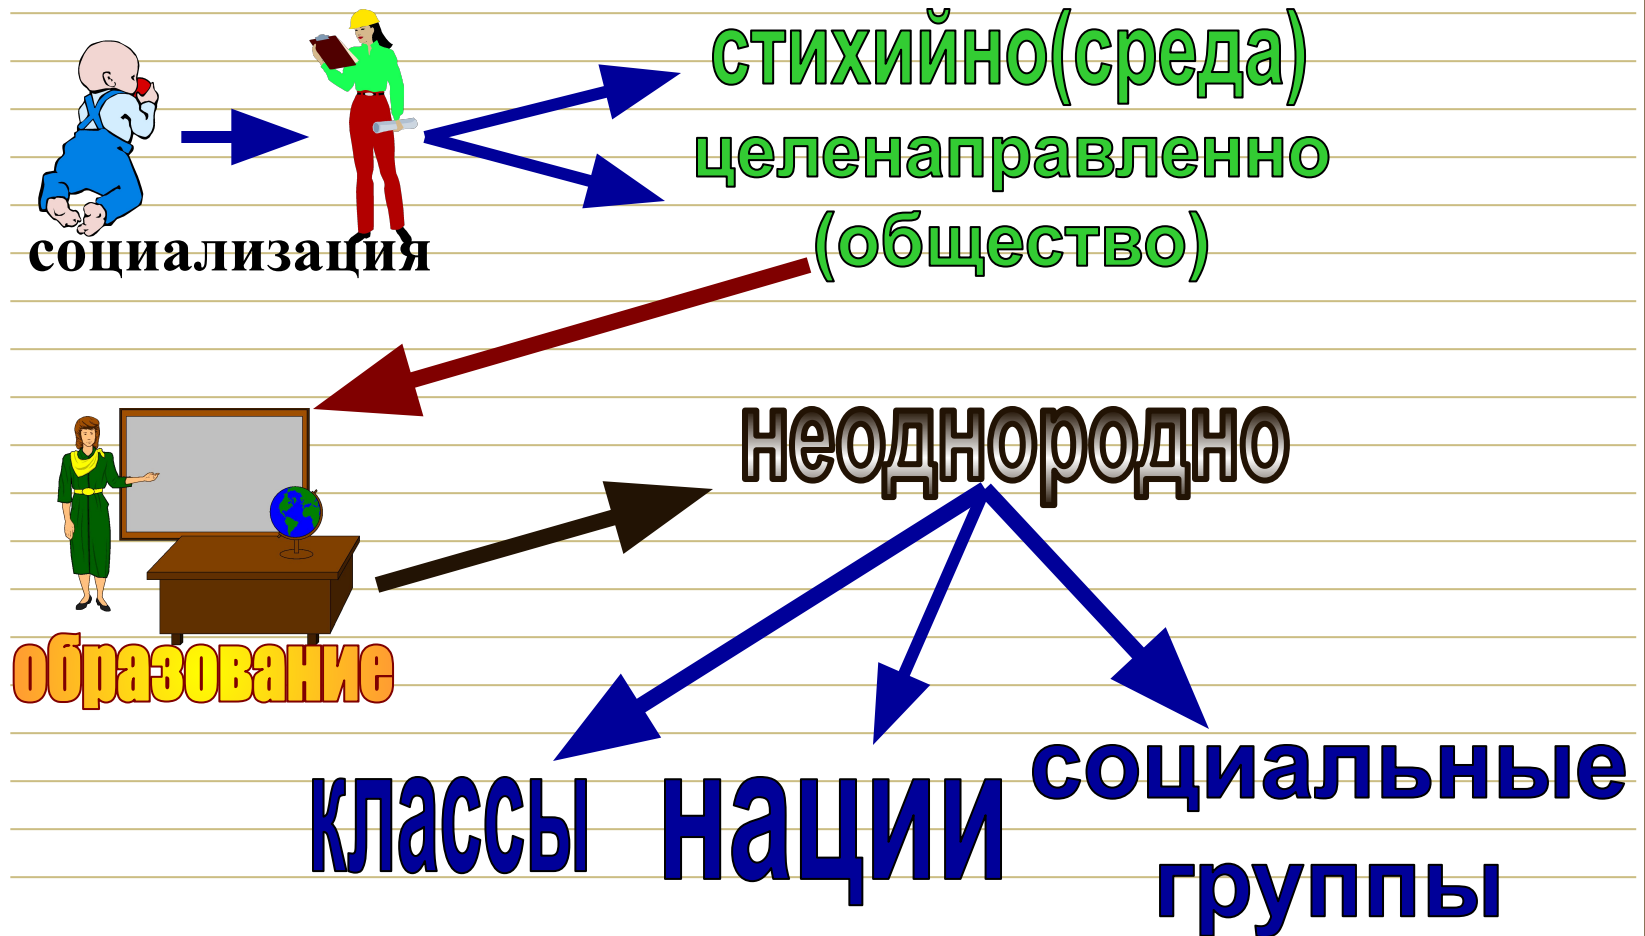 стихийно(среда)
целенаправленно
(общество)
социализация
неоднородно
образование
классы
нации
социальные
группы